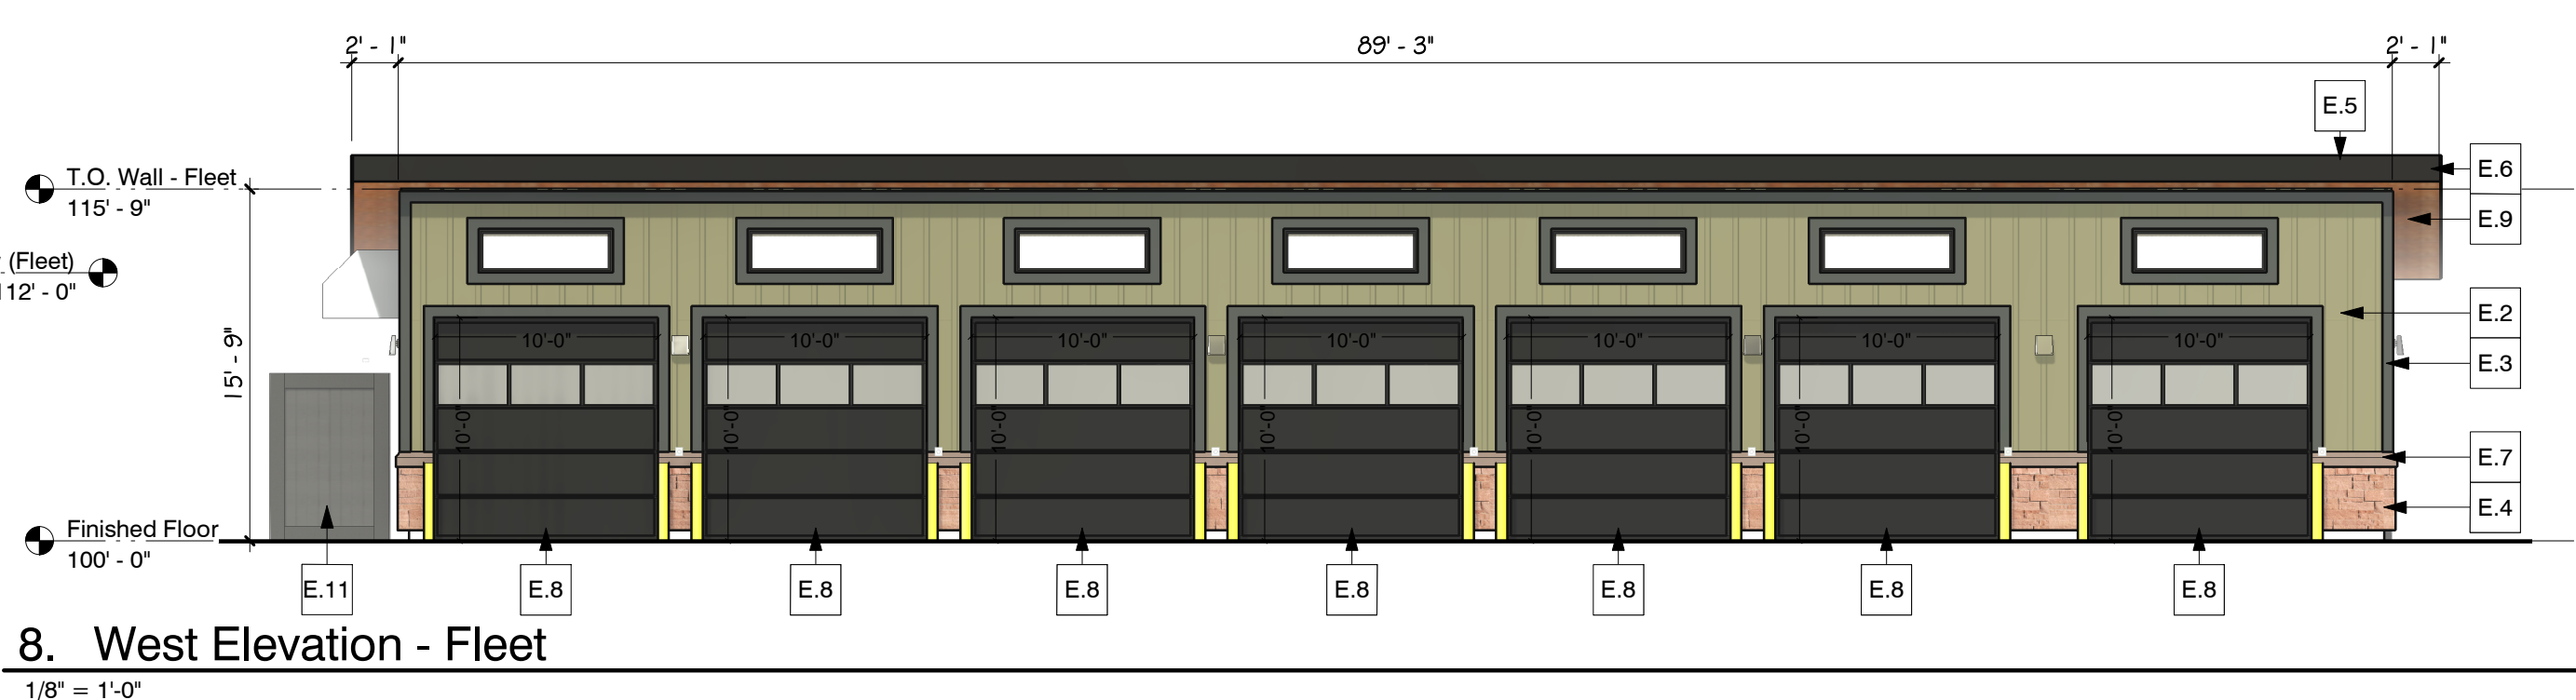 2' - 1" 89' - 3" 2' - 1"
E.5
T.O. Wall - Fleet
115' - 9"
E.6
E.9
(Fleet)
112' - 0"
E.2
15' - 9"
10'-0" 10'-0" 10'-0" 10'-0" 10'-0" 10'-0" 10'-0"
E.3
10'-0" 10'-0" 10'-0" 10'-0" 10'-0" 10'-0" 10'-0"
E.7
E.4
Finished Floor
100' - 0"
E.11 E.8 E.8 E.8 E.8 E.8 E.8 E.8
8. West Elevation - Fleet
1/8" = 1'-0"